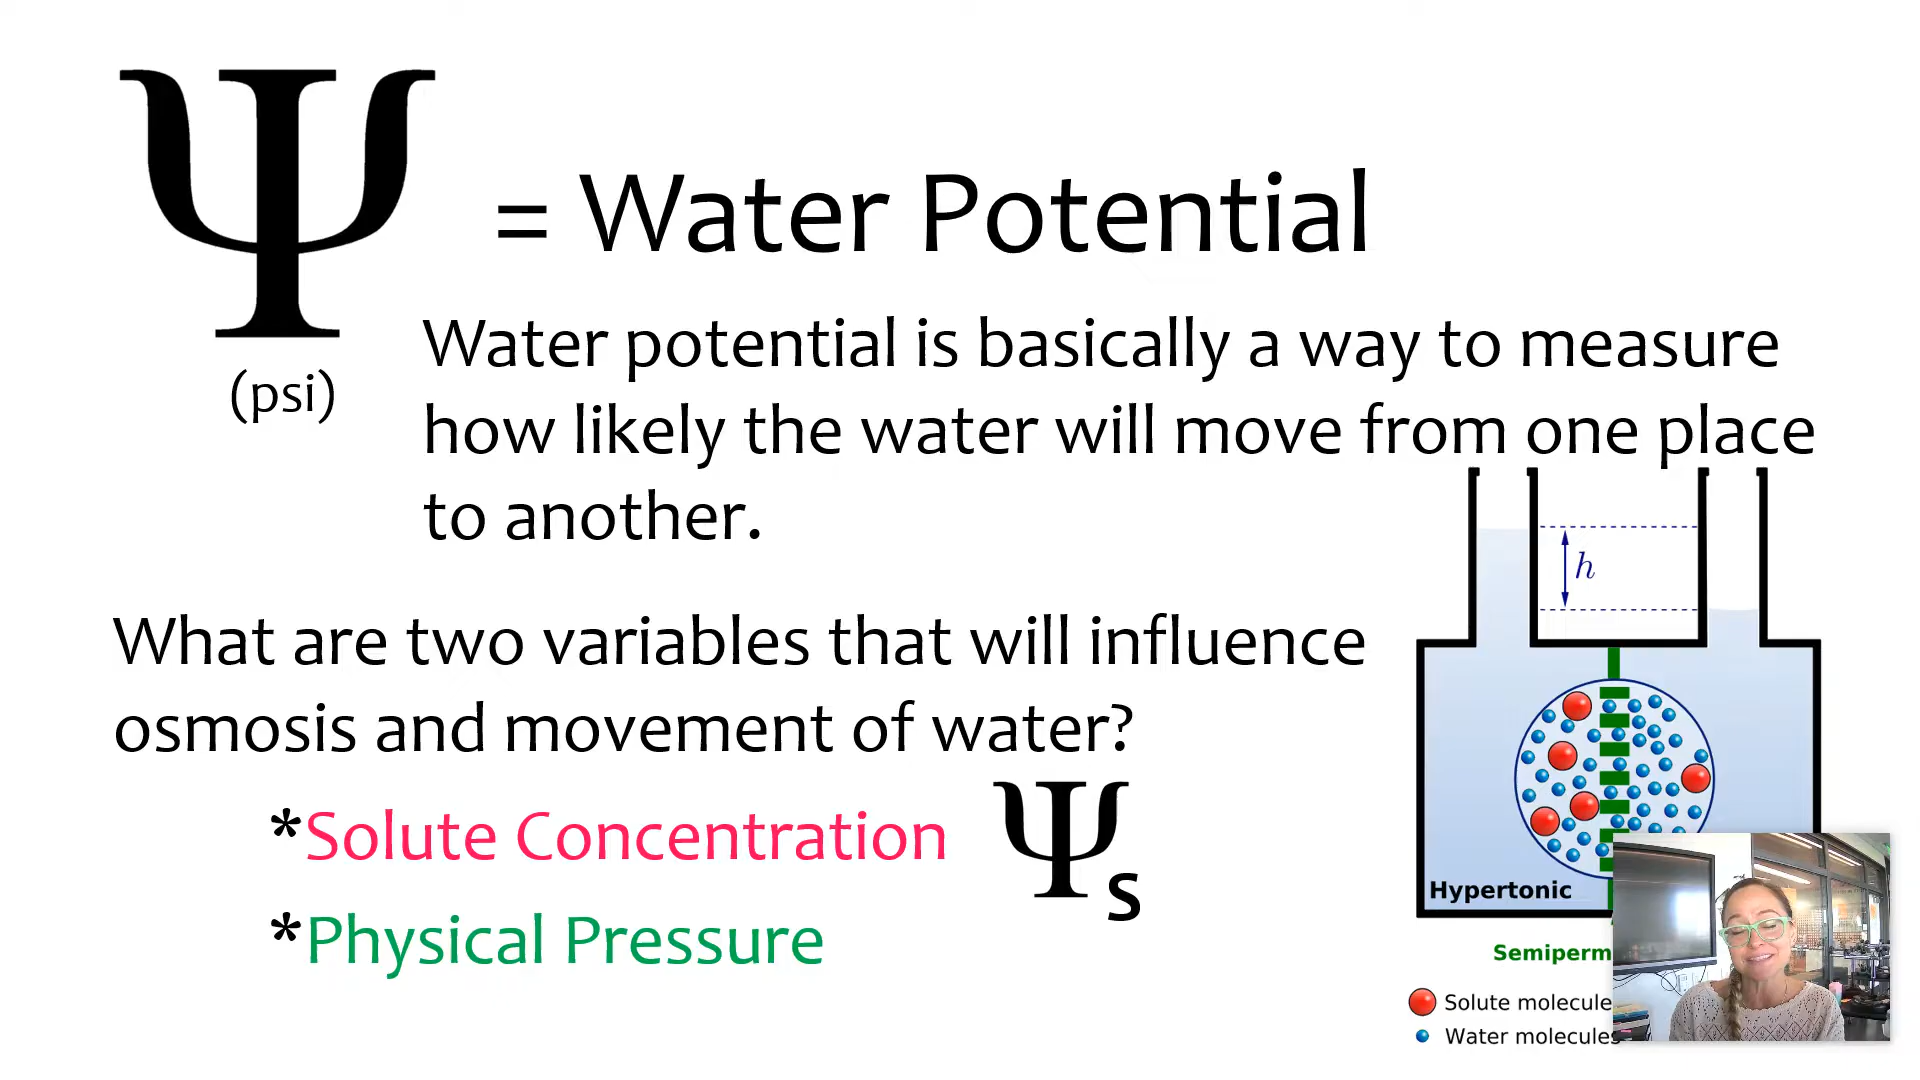 Ψ = Water Potential
(psi)
Water potential is basically a way to measure
how likely the water will move from one place
to another.
What are two variables that will influence
osmosis and movement of water?
*Solute Concentration Ψs
*Physical Pressure
h
Hypertonic
Semiperm
Solute molecule
Water molecules